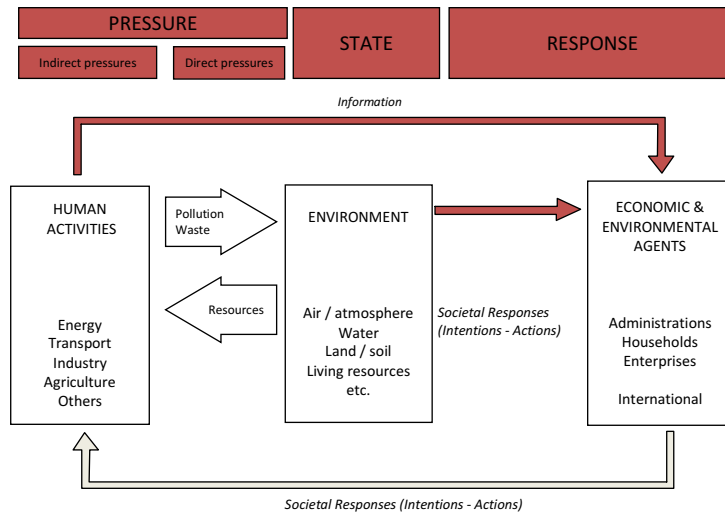 PRESSURE
STATE
RESPONSE
Indirect pressures
Direct pressures
Information
HUMAN
ACTIVITIES
Energy
Transport
Industry
Agriculture
Others
Pollution
Waste
Resources
ENVIRONMENT
Air / atmosphere
Water
Land / soil
Living resources
etc.
Societal Responses
(Intentions - Actions)
ECONOMIC &
ENVIRONMENTAL
AGENTS
Administrations
Households
Enterprises
International
Societal Responses (Intentions - Actions)